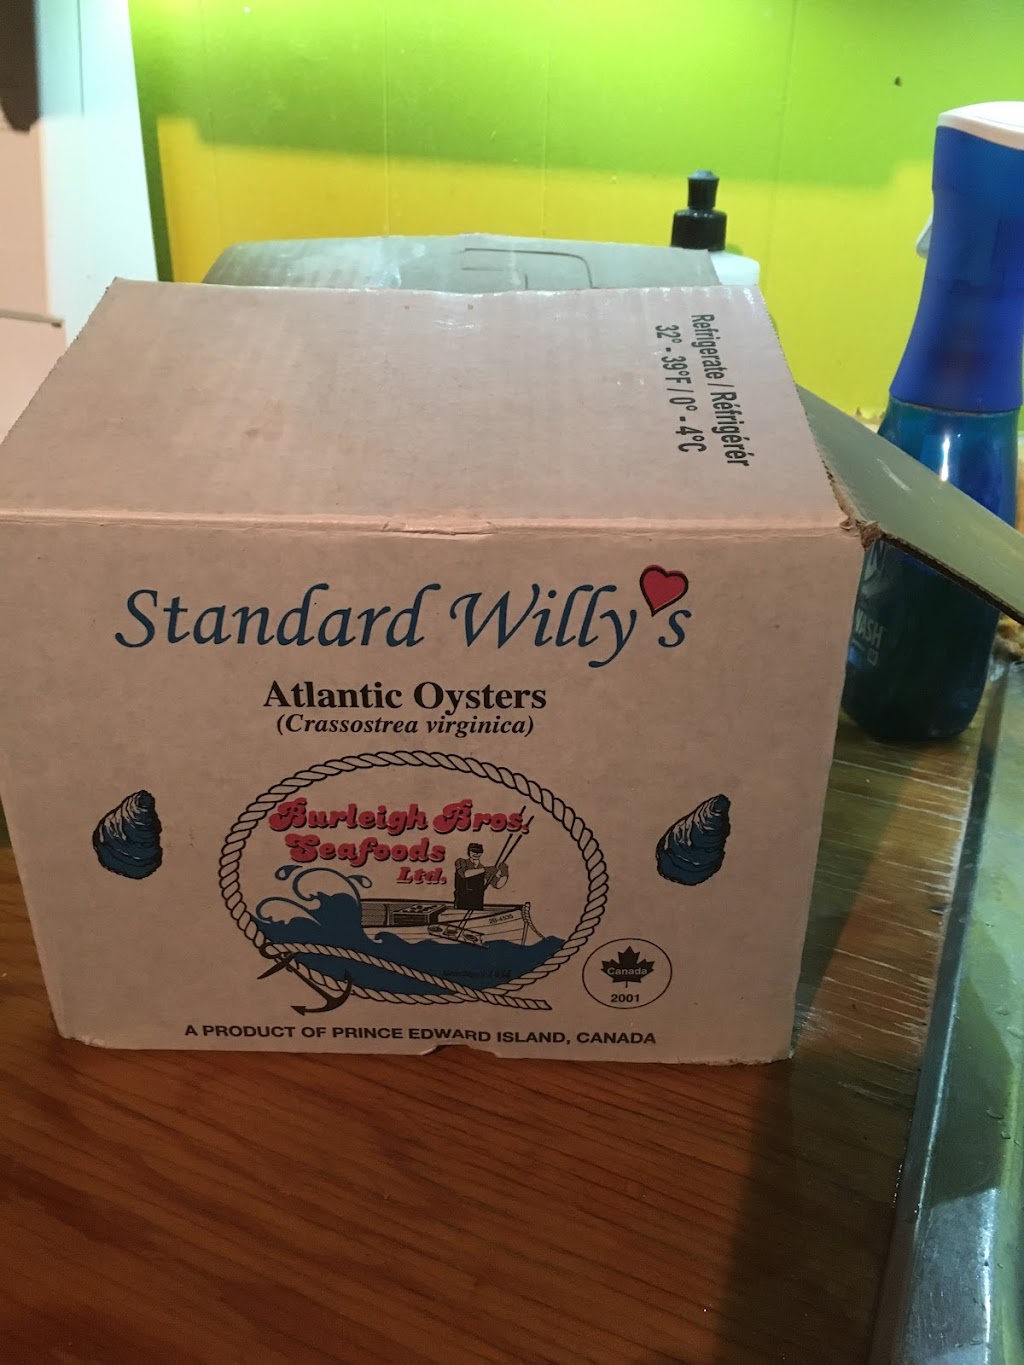 Refrigerate / Réfrigérér
32° - 39°F / 0° - 4°C
Standard Willy's
Atlantic Oysters
(Crassostrea virginica)
Burleigh Bros.
Seafoods
Ltd.
Canada
2001
A PRODUCT OF PRINCE EDWARD ISLAND, CANADA
WASH